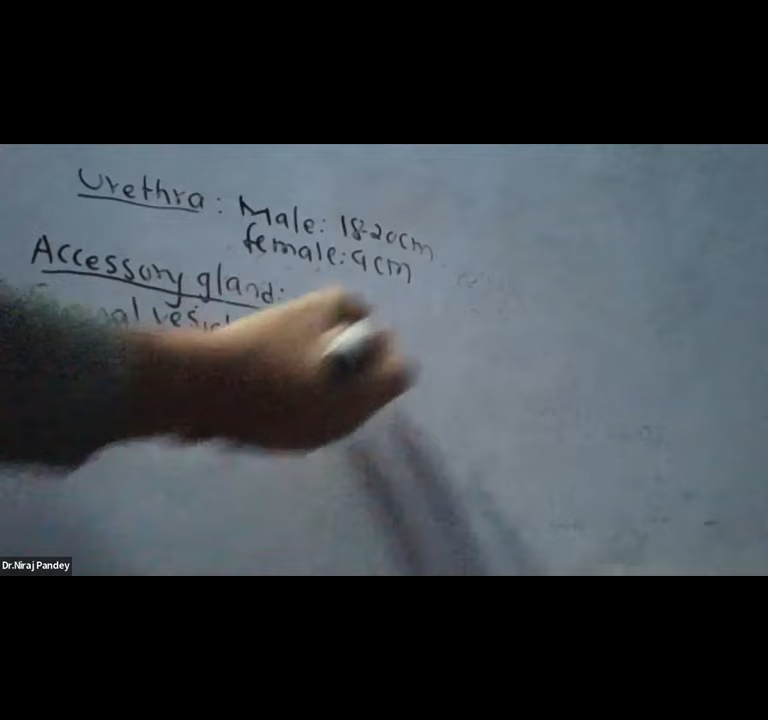 Urethra : Male: 18-20cm
female: 4cm
Accessory gland:
Dr.Niraj Pandey